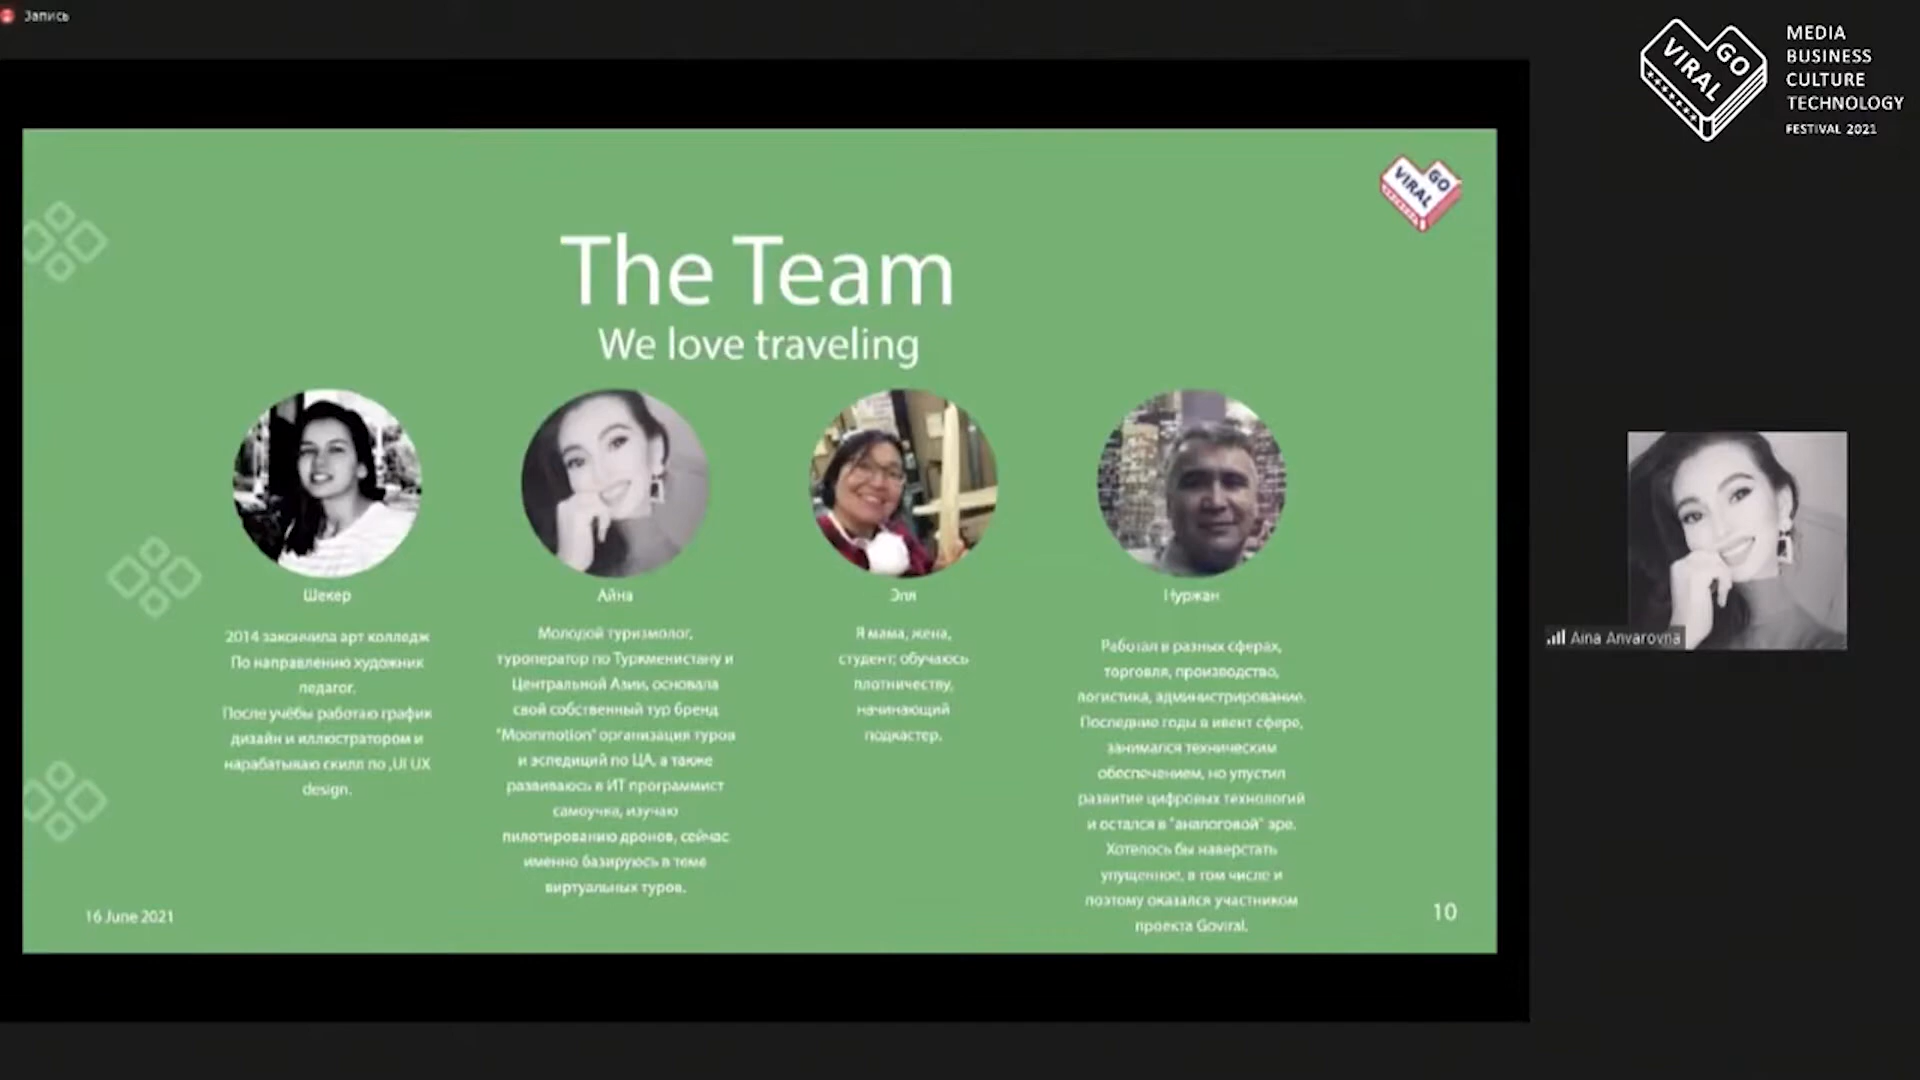 Запись
VIRAL GO
MEDIA
BUSINESS
CULTURE
TECHNOLOGY
FESTIVAL 2021
VIRAL GO
The Team
We love traveling
Шекер
2014 закончила арт колледж
По направлению художник
педагог.
После учёбы работаю график
дизайн и иллюстратором и
нарабатываю скилл по ,UI UX
design.
Айна
Молодой туризмолог,
туроператор по Туркменистану и
Центральной Азии, основала
свой собственный тур бренд
"Moonmotion" организация туров
и эспедиций по ЦА, а также
развиваюсь в ИТ программист
самоучка, изучаю
пилотированию дронов, сейчас
именно базируюсь в теме
виртуальных туров.
Эля
Я мама, жена,
студент; обучаюсь
плотничеству,
начинающий
подкастер.
Нуржан
Работал в разных сферах,
торговля, производство,
логистика, администрирование.
Последние годы в ивент сфере,
занимался техническим
обеспечением, но упустил
развитие цифровых технологий
и остался в "аналоговой" эре.
Хотелось бы наверстать
упущенное, в том числе и
поэтому оказался участником
проекта Goviral.
16 June 2021
10
Aina Anvarovna